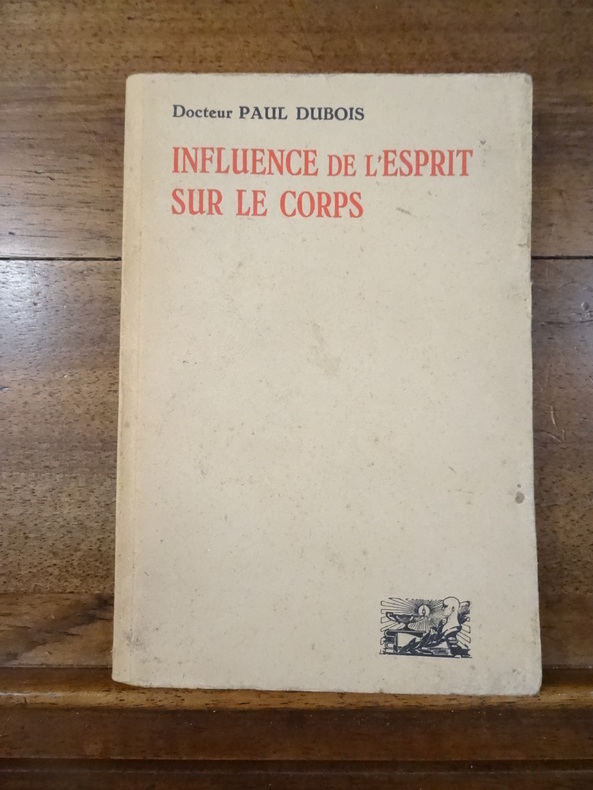 Docteur PAUL DUBOIS
INFLUENCE DE L'ESPRIT
SUR LE CORPS